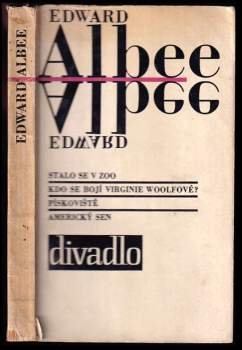 EDWARD ALBEE
EDWARD
Albee
Albee
EDWARD
STALO SE V ZOO
KDO SE BOJÍ VIRGINIE WOOLFOVÉ?
PÍSKOVIŠTĚ
AMERICKÝ SEN
divadlo